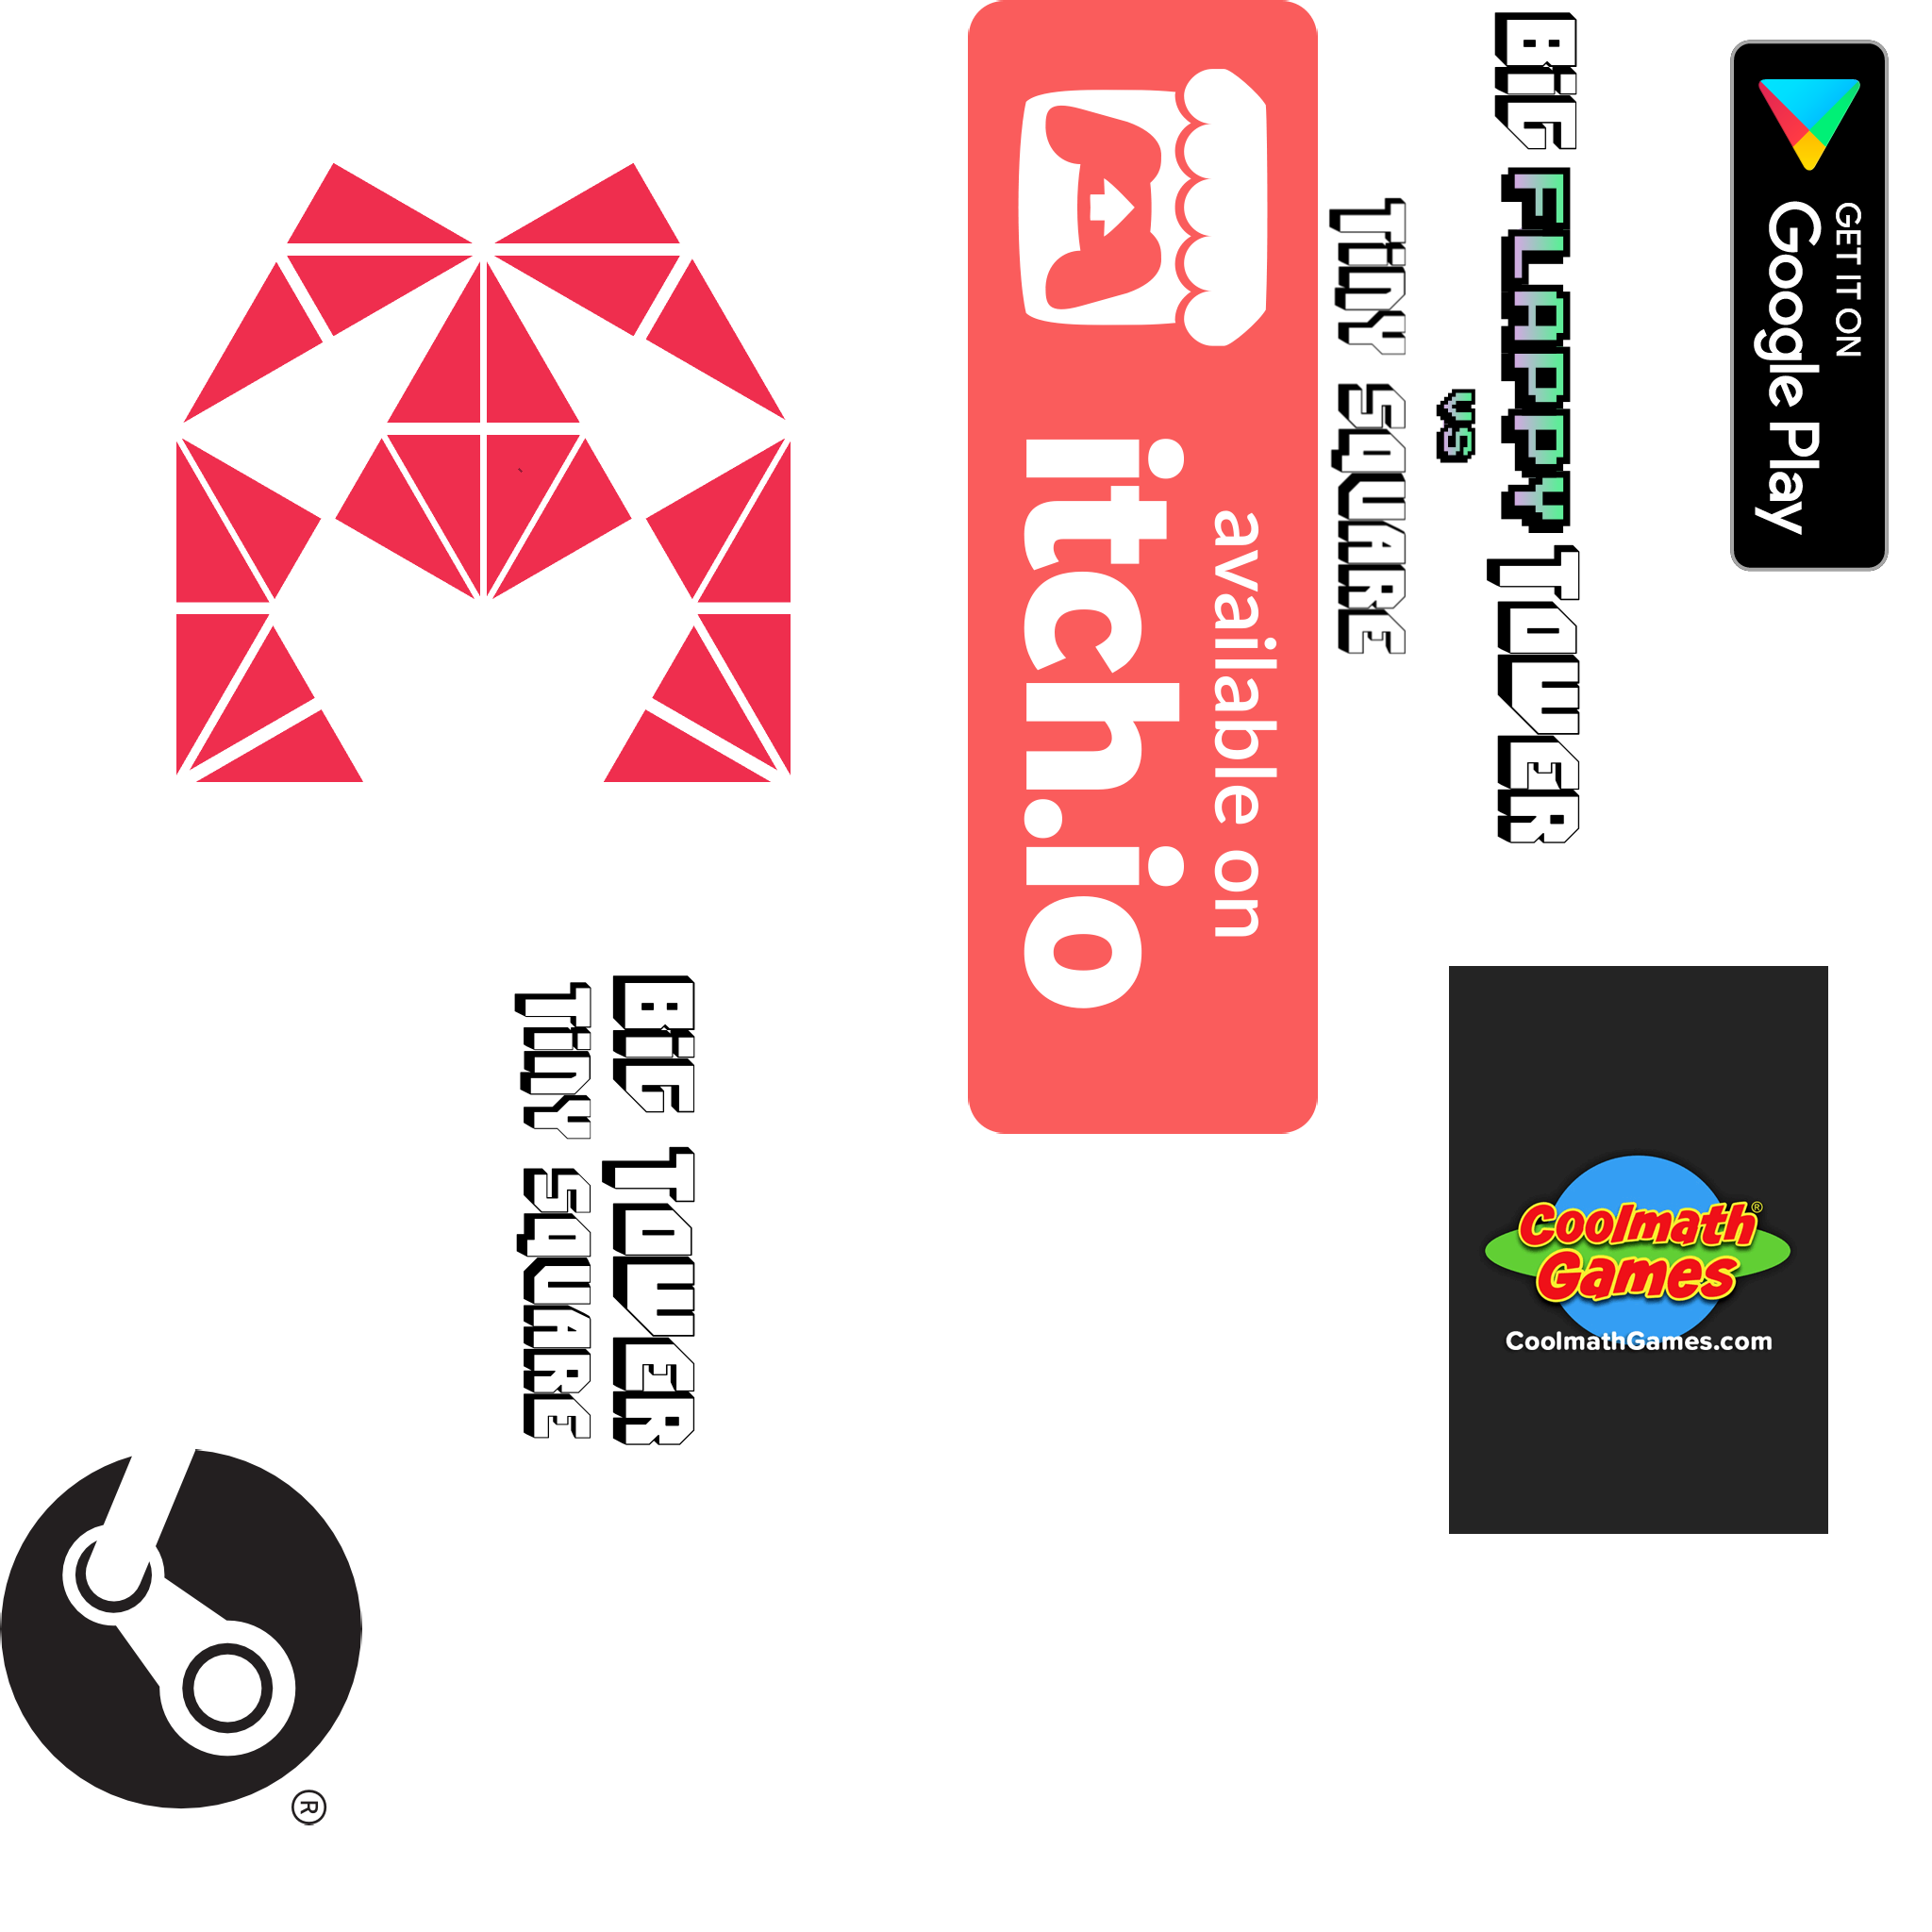 BiG FLAPPY TOWER
VS
TiNY SQUARE
GET IT ON
Google Play
available on
itch.io
BiG TOWER
TiNY SQUARE
Coolmath®
Games
CoolmathGames.com
®